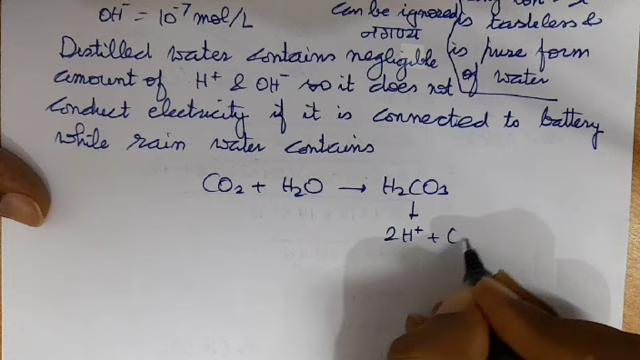 OH⁻ = 10⁻⁷ mol/L
can be ignored
नगण्य
is tasteless &
is pure form
of water
Distilled water contains negligible
amount of H⁺ & OH⁻ so it does not
conduct electricity if it is connected to battery
while rain water contains
CO₂ + H₂O → H₂CO₃
↓
2H⁺ + C